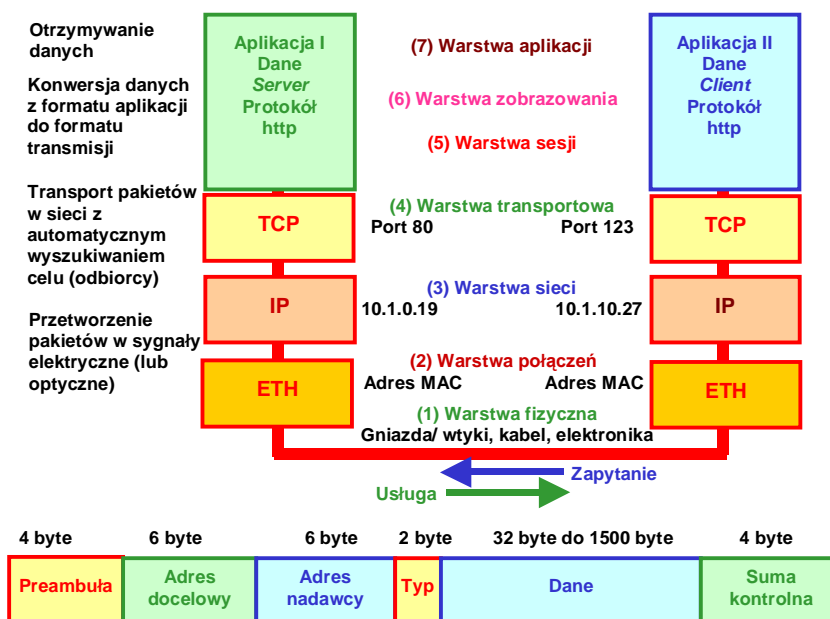 Otrzymywanie
danych
Konwersja danych
z formatu aplikacji
do formatu
transmisji
Transport pakietów
w sieci z
automatycznym
wyszukiwaniem
celu (odbiorcy)
Przetworzenie
pakietów w sygnały
elektryczne (lub
optyczne)
Aplikacja I
Dane
Server
Protokół
http
TCP
IP
ETH
(7) Warstwa aplikacji
(6) Warstwa zobrazowania
(5) Warstwa sesji
(4) Warstwa transportowa
Port 80 Port 123
(3) Warstwa sieci
10.1.0.19 10.1.10.27
(2) Warstwa połączeń
Adres MAC Adres MAC
(1) Warstwa fizyczna
Gniazda/ wtyki, kabel, elektronika
Aplikacja II
Dane
Client
Protokół
http
TCP
IP
ETH
Zapytanie
Usługa
4 byte 6 byte 6 byte 2 byte 32 byte do 1500 byte 4 byte
Preambuła
Adres
docelowy
Adres
nadawcy
Typ
Dane
Suma
kontrolna